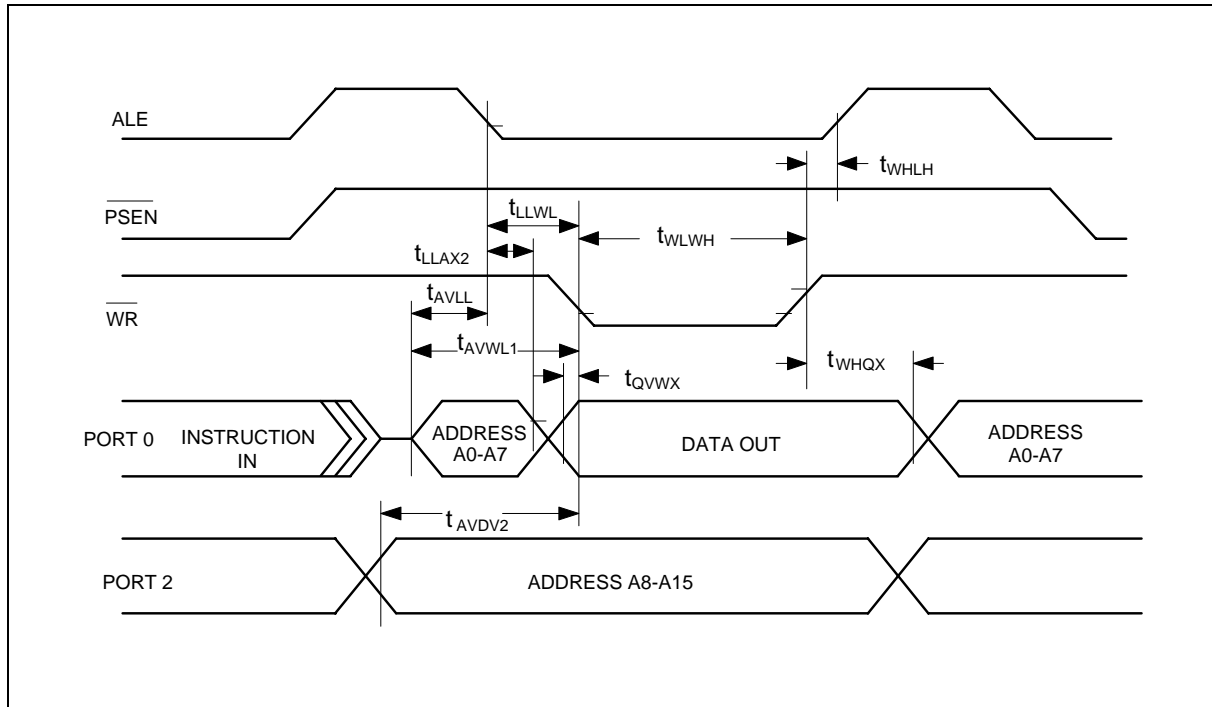 ALE
tWHLH
PSEN
tLLWL
tWLWH
tLLAX2
WR
tAVLL
tAVWL1
tWHQX
tQVWX
PORT 0
INSTRUCTION
IN
ADDRESS
A0-A7
DATA OUT
ADDRESS
A0-A7
tAVDV2
PORT 2
ADDRESS A8-A15